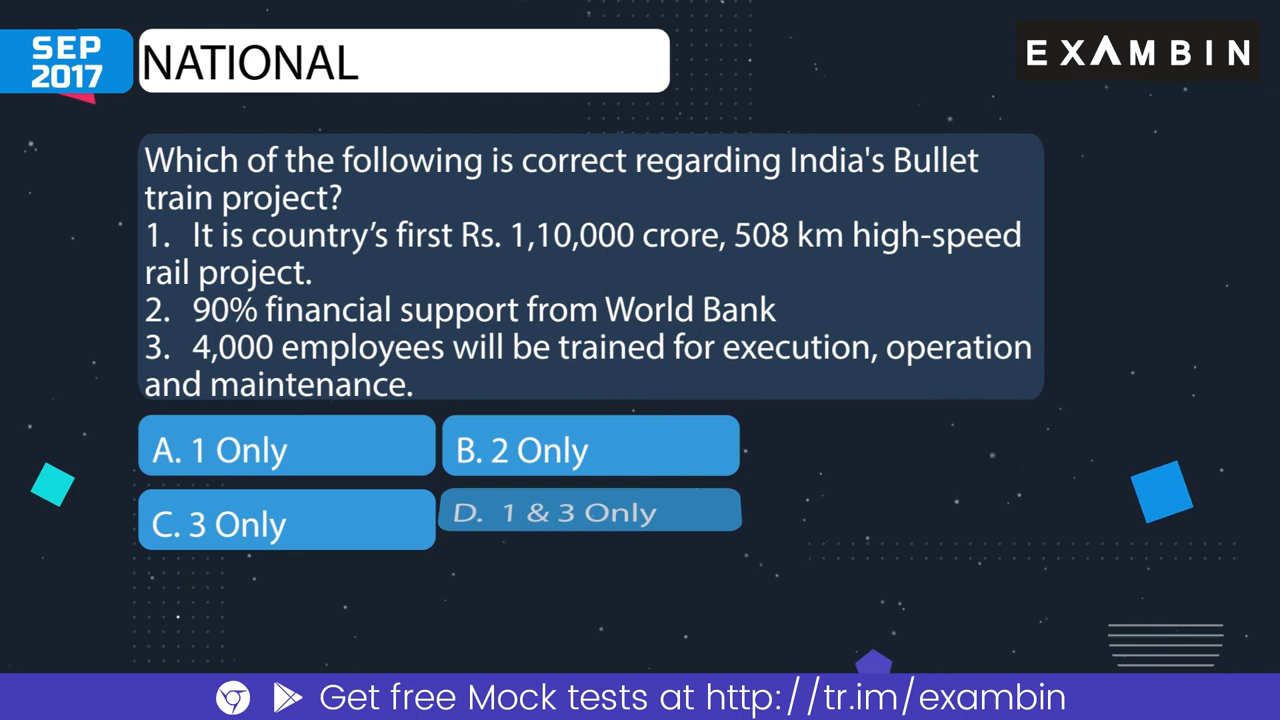 SEP
2017
NATIONAL
EXAMBIN
Which of the following is correct regarding India's Bullet
train project?
1. It is country’s first Rs. 1,10,000 crore, 508 km high-speed
rail project.
2. 90% financial support from World Bank
3. 4,000 employees will be trained for execution, operation
and maintenance.
A. 1 Only
B. 2 Only
C. 3 Only
D. 1 & 3 Only
Get free Mock tests at http://tr.im/exambin